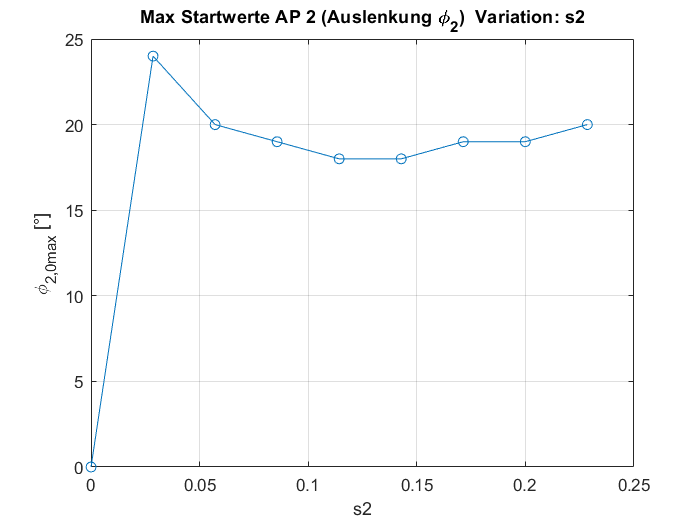 Max Startwerte AP 2 (Auslenkung ϕ₂)  Variation: s2
25
20
15
10
5
0
ϕ₂,₀ₘₐₓ [°]
0 0.05 0.1 0.15 0.2 0.25
s2